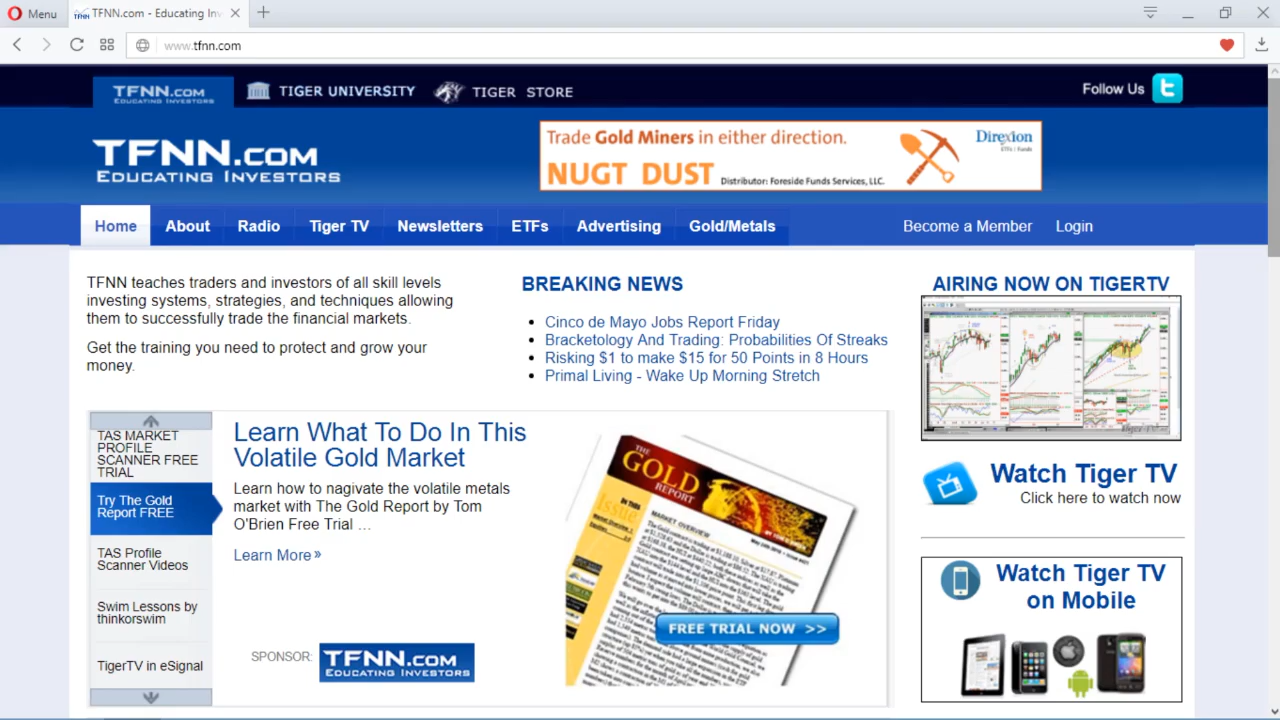 Menu
TFNN.com - Educating Inv
www.tfnn.com
TFNN.COM
EDUCATING INVESTORS
TIGER UNIVERSITY
TIGER STORE
Follow Us
TFNN.COM
EDUCATING INVESTORS
Trade Gold Miners in either direction.
NUGT DUST
Distributor: Foreside Funds Services, LLC.
Direxion
ETFs / Funds
Home
About
Radio
Tiger TV
Newsletters
ETFs
Advertising
Gold/Metals
Become a Member
Login
TFNN teaches traders and investors of all skill levels
investing systems, strategies, and techniques allowing
them to successfully trade the financial markets.
Get the training you need to protect and grow your
money.
BREAKING NEWS
Cinco de Mayo Jobs Report Friday
Bracketology And Trading: Probabilities Of Streaks
Risking $1 to make $15 for 50 Points in 8 Hours
Primal Living - Wake Up Morning Stretch
AIRING NOW ON TIGERTV
TAS MARKET
PROFILE
SCANNER FREE
TRIAL
Try The Gold
Report FREE
TAS Profile
Scanner Videos
Swim Lessons by
thinkorswim
TigerTV in eSignal
Learn What To Do In This
Volatile Gold Market
Learn how to nagivate the volatile metals
market with The Gold Report by Tom
O'Brien Free Trial ...
Learn More »
SPONSOR:
TFNN.COM
EDUCATING INVESTORS
THE
GOLD
REPORT
IN THIS
Issue
MARKET OVERVIEW
FREE TRIAL NOW >>
Watch Tiger TV
Click here to watch now
Watch Tiger TV
on Mobile